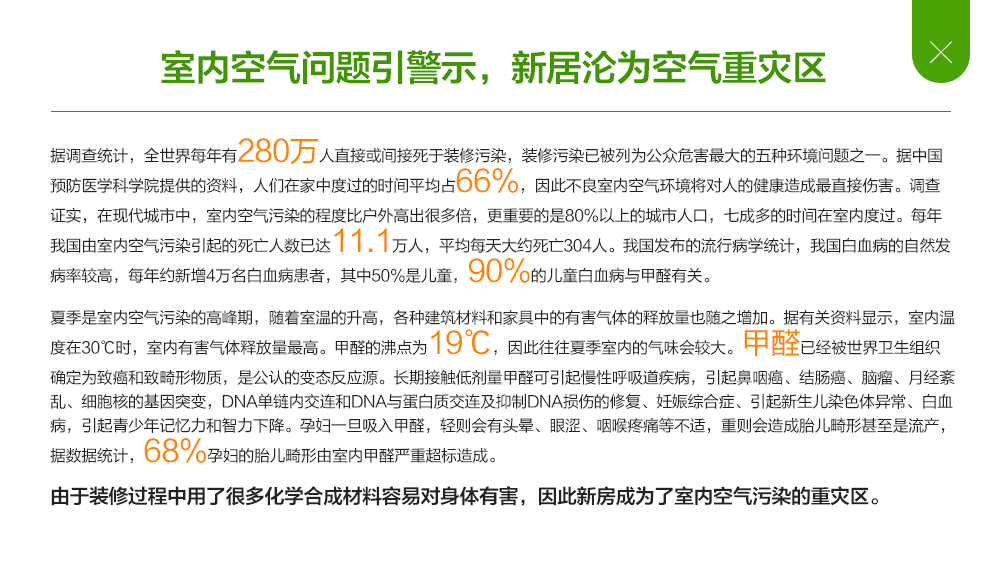 室内空气问题引警示，新居沦为空气重灾区
据调查统计，全世界每年有280万人直接或间接死于装修污染，装修污染已被列为公众危害最大的五种环境问题之一。据中国
预防医学科学院提供的资料，人们在家中度过的时间平均占66%，因此不良室内空气环境将对人的健康造成最直接伤害。调查
证实，在现代城市中，室内空气污染的程度比户外高出很多倍，更重要的是80%以上的城市人口，七成多的时间在室内度过。每年
我国由室内空气污染引起的死亡人数已达11.1万人，平均每天大约死亡304人。我国发布的流行病学统计，我国白血病的自然发
病率较高，每年约新增4万名白血病患者，其中50%是儿童，90%的儿童白血病与甲醛有关。
夏季是室内空气污染的高峰期，随着室温的升高，各种建筑材料和家具中的有害气体的释放量也随之增加。据有关资料显示，室内温
度在30℃时，室内有害气体释放量最高。甲醛的沸点为19℃，因此往往夏季室内的气味会较大。甲醛已经被世界卫生组织
确定为致癌和致畸形物质，是公认的变态反应源。长期接触低剂量甲醛可引起慢性呼吸道疾病，引起鼻咽癌、结肠癌、脑瘤、月经紊
乱、细胞核的基因突变，DNA单链内交连和DNA与蛋白质交连及抑制DNA损伤的修复、妊娠综合症、引起新生儿染色体异常、白血
病，引起青少年记忆力和智力下降。孕妇一旦吸入甲醛，轻则会有头晕、眼涩、咽喉疼痛等不适，重则会造成胎儿畸形甚至是流产，
据数据统计，68%孕妇的胎儿畸形由室内甲醛严重超标造成。
由于装修过程中用了很多化学合成材料容易对身体有害，因此新房成为了室内空气污染的重灾区。